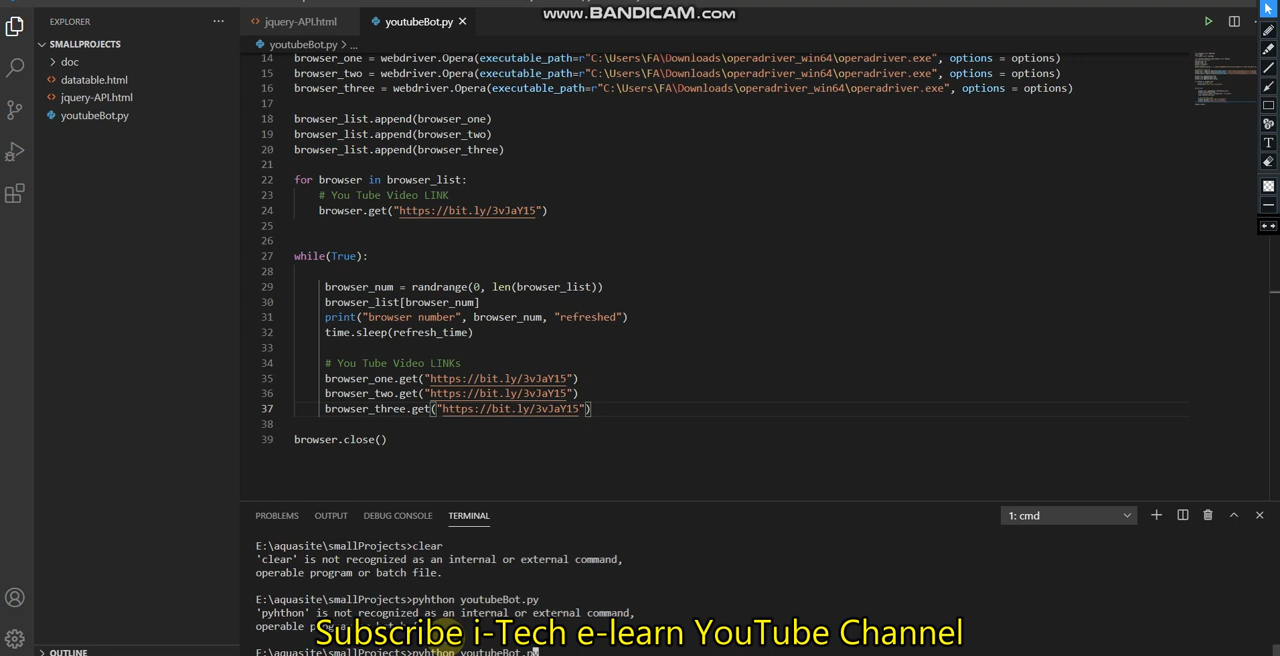 www.BANDICAM.com
EXPLORER
SMALLPROJECTS
doc
datatable.html
jquery-API.html
youtubeBot.py
OUTLINE
jquery-API.html
youtubeBot.py
youtubeBot.py > ...
14 browser_one = webdriver.Opera(executable_path=r"C:\Users\FA\Downloads\operadriver_win64\operadriver.exe", options = options)
15 browser_two = webdriver.Opera(executable_path=r"C:\Users\FA\Downloads\operadriver_win64\operadriver.exe", options = options)
16 browser_three = webdriver.Opera(executable_path=r"C:\Users\FA\Downloads\operadriver_win64\operadriver.exe", options = options)
17
18 browser_list.append(browser_one)
19 browser_list.append(browser_two)
20 browser_list.append(browser_three)
21
22 for browser in browser_list:
23 # You Tube Video LINK
24 browser.get("https://bit.ly/3vJaY15")
25
26
27 while(True):
28
29 browser_num = randrange(0, len(browser_list))
30 browser_list[browser_num]
31 print("browser number", browser_num, "refreshed")
32 time.sleep(refresh_time)
33
34 # You Tube Video LINKs
35 browser_one.get("https://bit.ly/3vJaY15")
36 browser_two.get("https://bit.ly/3vJaY15")
37 browser_three.get("https://bit.ly/3vJaY15")
38
39 browser.close()
PROBLEMS OUTPUT DEBUG CONSOLE TERMINAL 1: cmd
E:\aquasite\smallProjects>clear
'clear' is not recognized as an internal or external command,
operable program or batch file.
E:\aquasite\smallProjects>pyhthon youtubeBot.py
'pyhthon' is not recognized as an internal or external command,
Subscribe i-Tech e-learn YouTube Channel
E:\aquasite\smallProjects>pyhthon youtubeBot.py